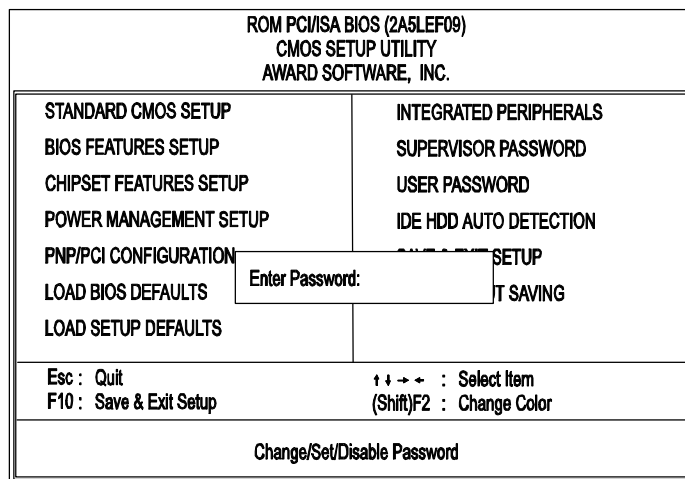 ROM PCI/ISA BIOS (2A5LEF09)
CMOS SETUP UTILITY
AWARD SOFTWARE, INC.
STANDARD CMOS SETUP
BIOS FEATURES SETUP
CHIPSET FEATURES SETUP
POWER MANAGEMENT SETUP
PNP/PCI CONFIGURATION
LOAD BIOS DEFAULTS
LOAD SETUP DEFAULTS
INTEGRATED PERIPHERALS
SUPERVISOR PASSWORD
USER PASSWORD
IDE HDD AUTO DETECTION
SETUP
SAVING
Enter Password:
Esc : Quit
F10 : Save & Exit Setup
↑ ↓ → ← : Select Item
(Shift)F2 : Change Color
Change/Set/Disable Password